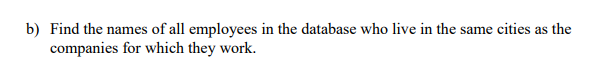 b) Find the names of all employees in the database who live in the same cities as the
companies for which they work.